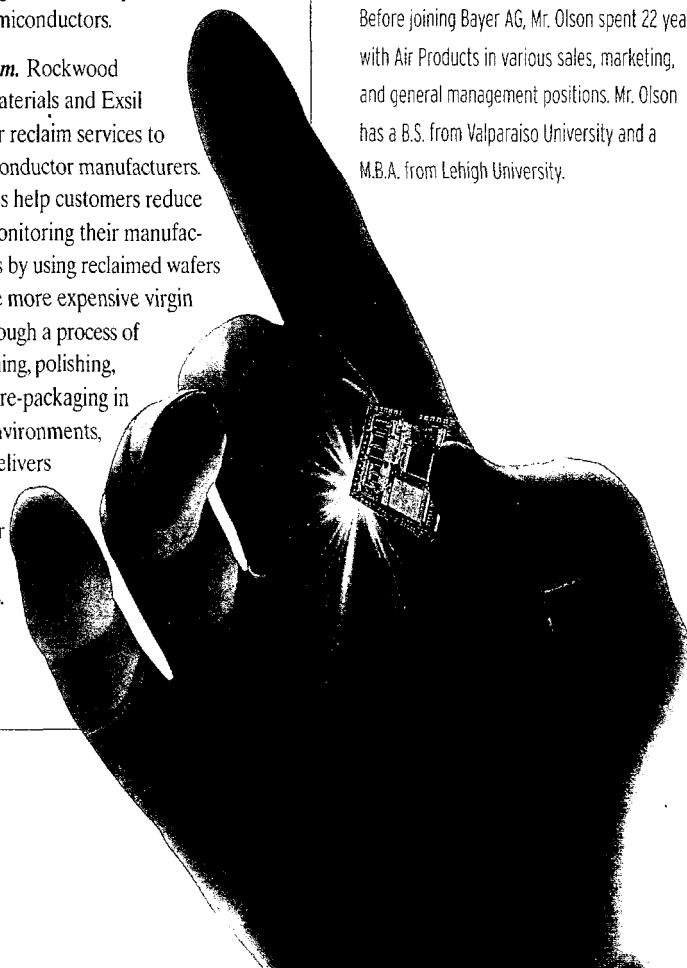 miconductors.
m. Rockwood
aterials and Exsil
r reclaim services to
onductor manufacturers.
s help customers reduce
onitoring their manufac-
s by using reclaimed wafers
e more expensive virgin
ough a process of
ing, polishing,
re-packaging in
vironments,
elivers
r
Before joining Bayer AG, Mr. Olson spent 22 yea
with Air Products in various sales, marketing,
and general management positions. Mr. Olson
has a B.S. from Valparaiso University and a
M.B.A. from Lehigh University.